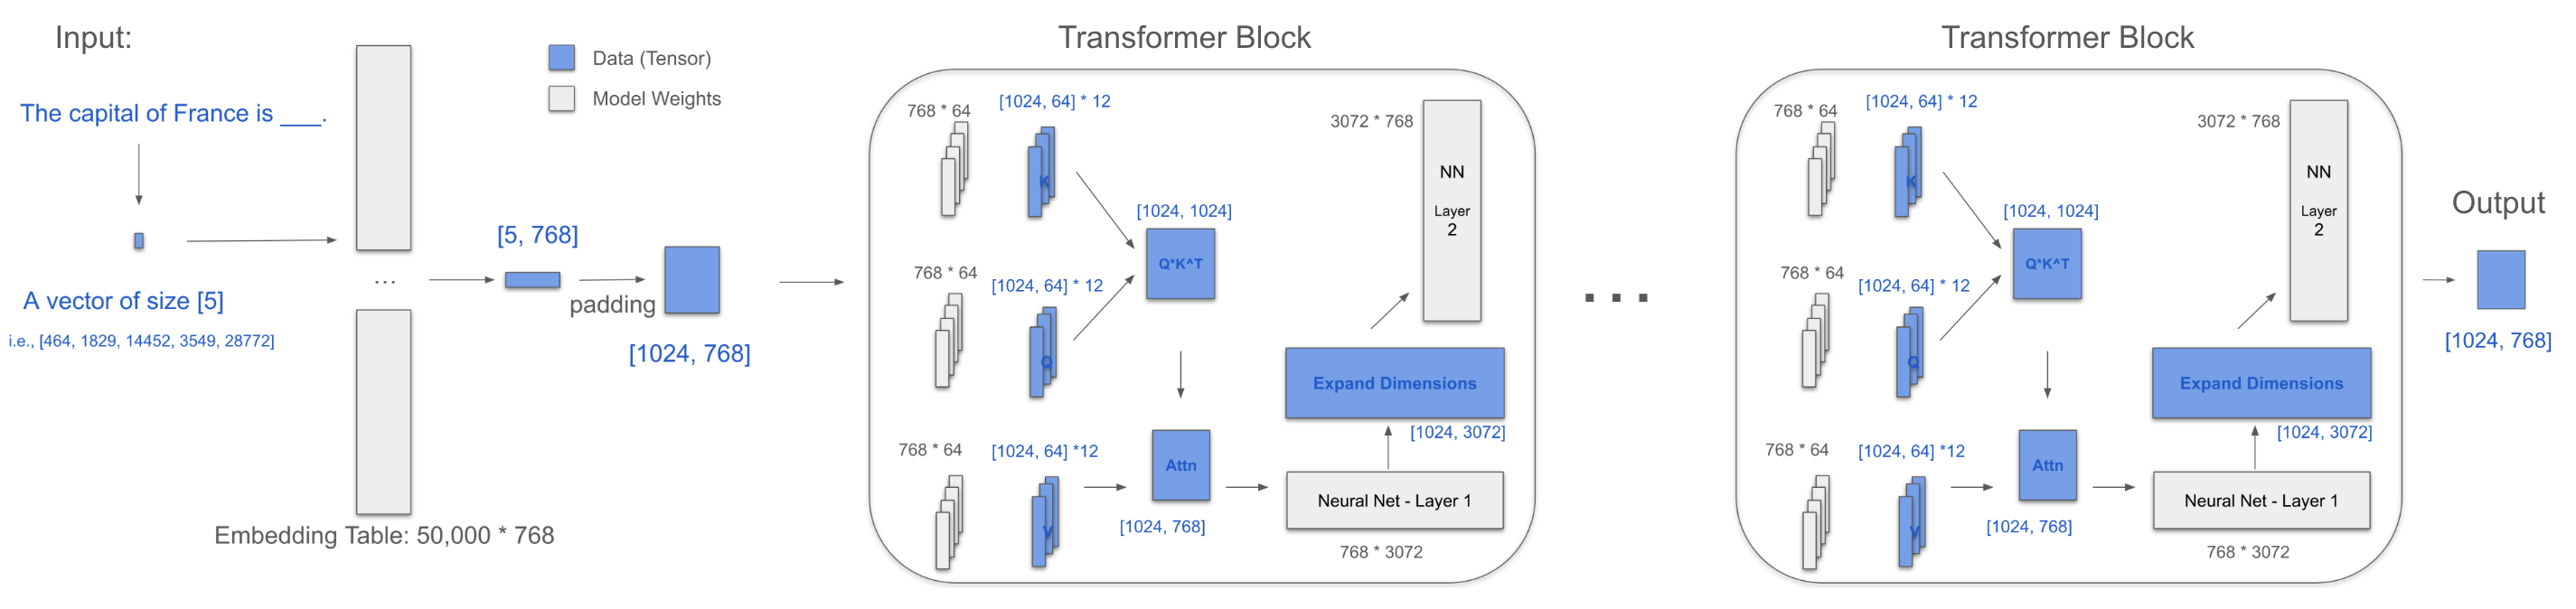 Input:
The capital of France is ___.
A vector of size [5]
i.e., [464, 1829, 14452, 3549, 28772]
...
Embedding Table: 50,000 * 768
Data (Tensor)
Model Weights
[5, 768]
padding
[1024, 768]
Transformer Block
768 * 64
[1024, 64] * 12
K
768 * 64
[1024, 64] * 12
Q
768 * 64
[1024, 64] *12
V
[1024, 1024]
Q*K^T
Attn
[1024, 768]
3072 * 768
NN
Layer
2
Expand Dimensions
[1024, 3072]
Neural Net - Layer 1
768 * 3072
...
Transformer Block
768 * 64
[1024, 64] * 12
K
768 * 64
[1024, 64] * 12
Q
768 * 64
[1024, 64] *12
V
[1024, 1024]
Q*K^T
Attn
[1024, 768]
3072 * 768
NN
Layer
2
Expand Dimensions
[1024, 3072]
Neural Net - Layer 1
768 * 3072
Output
[1024, 768]